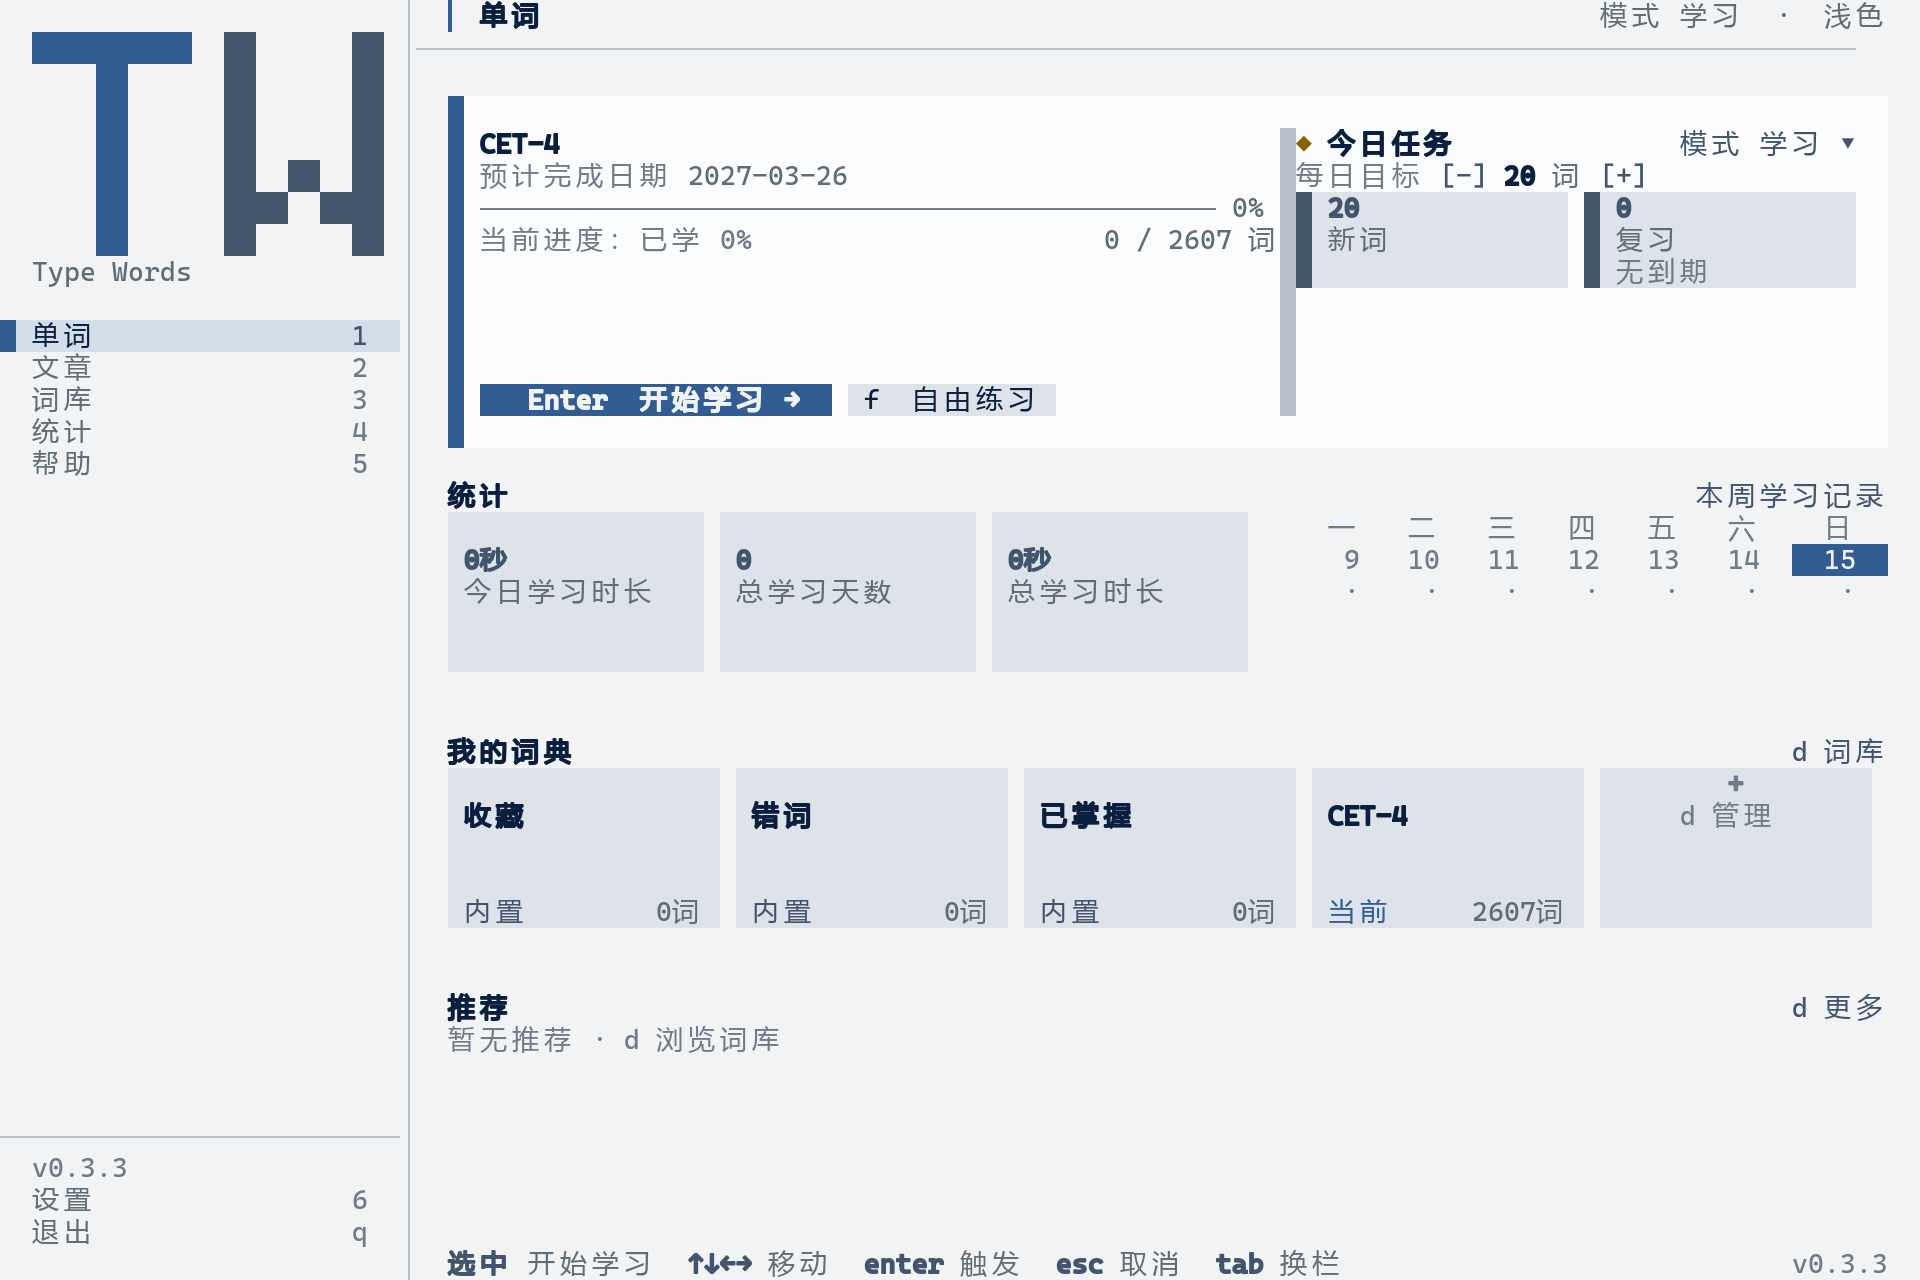 TW
Type Words
单词 1
文章 2
词库 3
统计 4
帮助 5
v0.3.3
设置 6
退出 q
单词
模式 学习 · 浅色
CET-4
预计完成日期 2027-03-26
0%
当前进度: 已学 0% 0 / 2607 词
Enter 开始学习 →
f 自由练习
◆ 今日任务 模式 学习 ▼
每日目标 [-] 20 词 [+]
20
新词
0
复习
无到期
统计
0秒
今日学习时长
0
总学习天数
0秒
总学习时长
本周学习记录
一 二 三 四 五 六 日
9 10 11 12 13 14 15
· · · · · · ·
我的词典 d 词库
收藏
内置 0词
错词
内置 0词
已掌握
内置 0词
CET-4
当前 2607词
+
d 管理
推荐 d 更多
暂无推荐 · d 浏览词库
选中 开始学习 ↑↓←→ 移动 enter 触发 esc 取消 tab 换栏 v0.3.3